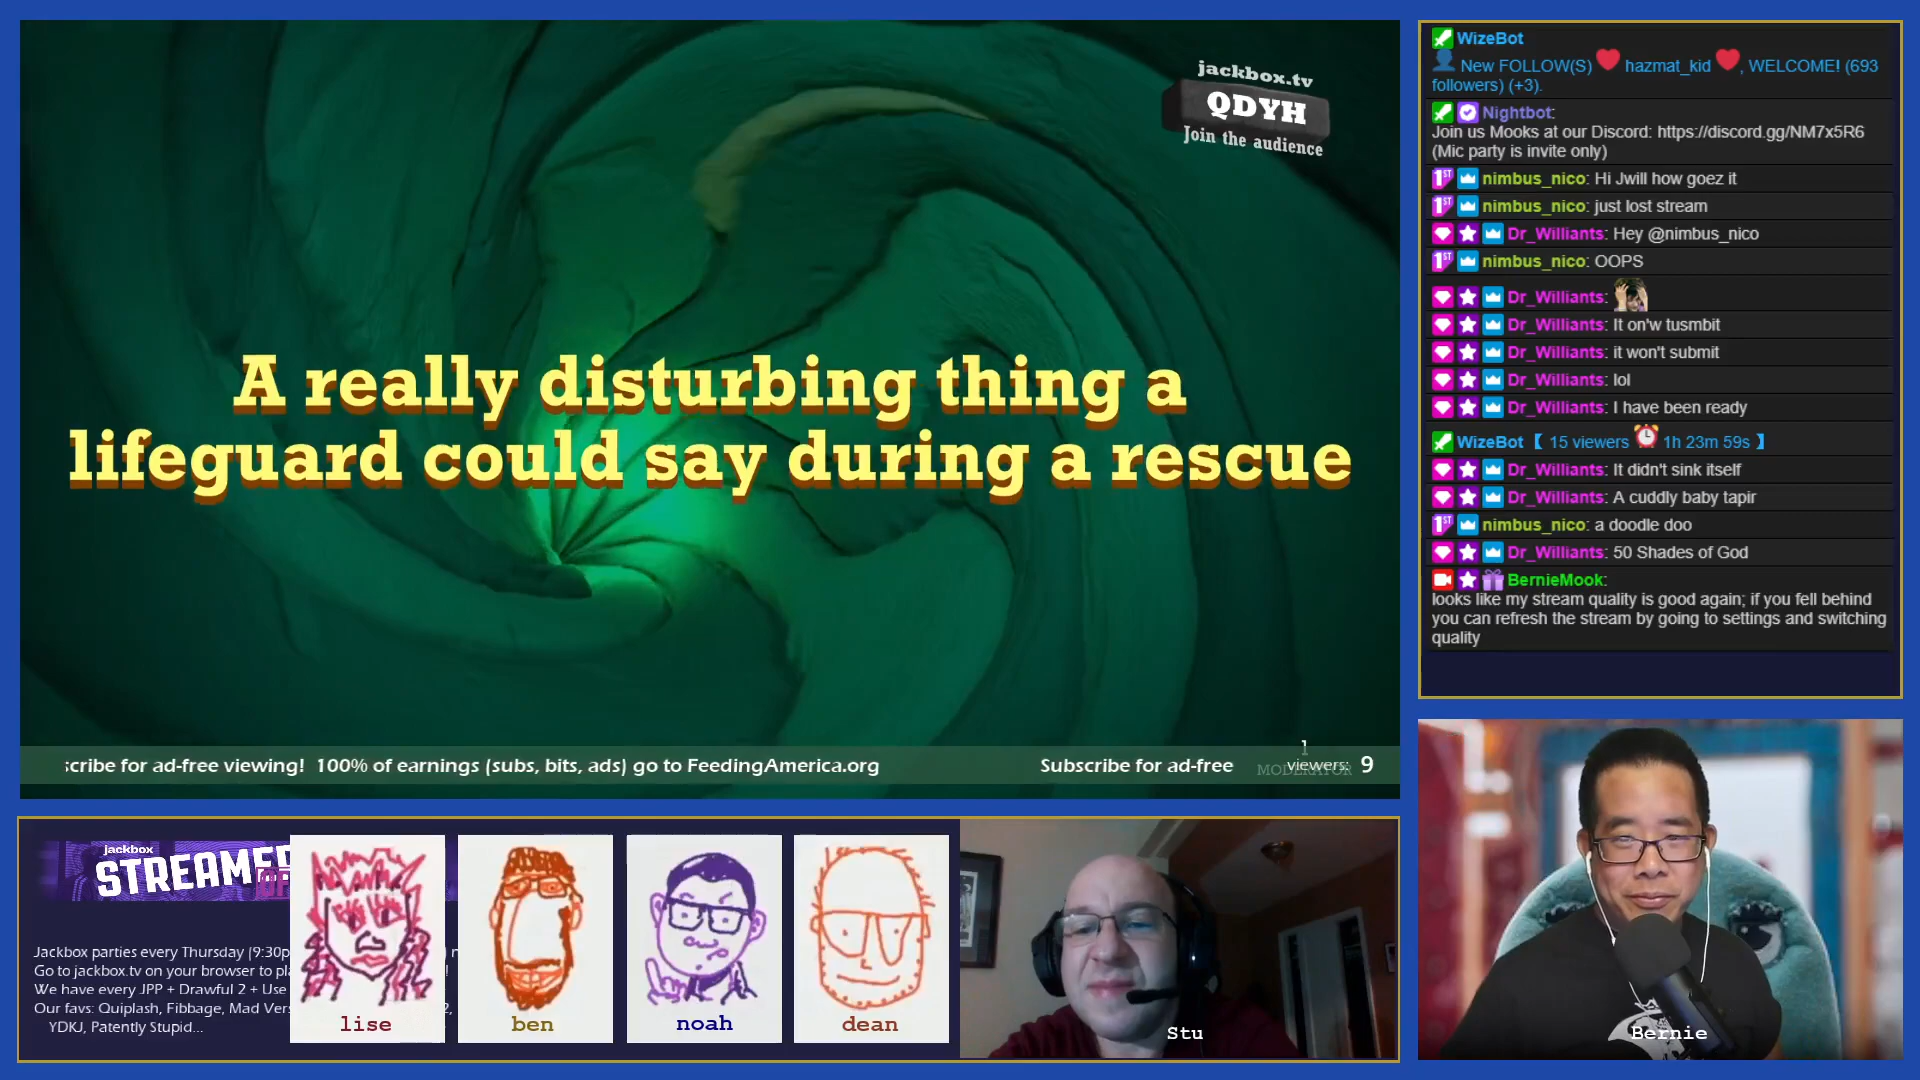 jackbox.tv
QDYH
Join the audience
A really disturbing thing a
lifeguard could say during a rescue
scribe for ad-free viewing! 100% of earnings (subs, bits, ads) go to FeedingAmerica.org
Subscribe for ad-free
1
MODERATOR
viewers: 9
WizeBot
New FOLLOW(S) hazmat_kid , WELCOME! (693
followers) (+3).
Nightbot:
Join us Mooks at our Discord: https://discord.gg/NM7x5R6
(Mic party is invite only)
1ST nimbus_nico: Hi Jwill how goez it
1ST nimbus_nico: just lost stream
Dr_Williants: Hey @nimbus_nico
1ST nimbus_nico: OOPS
Dr_Williants:
Dr_Williants: It on'w tusmbit
Dr_Williants: it won't submit
Dr_Williants: lol
Dr_Williants: I have been ready
WizeBot 【 15 viewers 1h 23m 59s 】
Dr_Williants: It didn't sink itself
Dr_Williants: A cuddly baby tapir
1ST nimbus_nico: a doodle doo
Dr_Williants: 50 Shades of God
BernieMook:
looks like my stream quality is good again; if you fell behind
you can refresh the stream by going to settings and switching
quality
jackbox
STREAMER
Jackbox parties every Thursday (9:30p
Go to jackbox.tv on your browser to pl
We have every JPP + Drawful 2 + Use
Our favs: Quiplash, Fibbage, Mad Vers
YDKJ, Patently Stupid...
lise
ben
noah
dean
Stu
Bernie